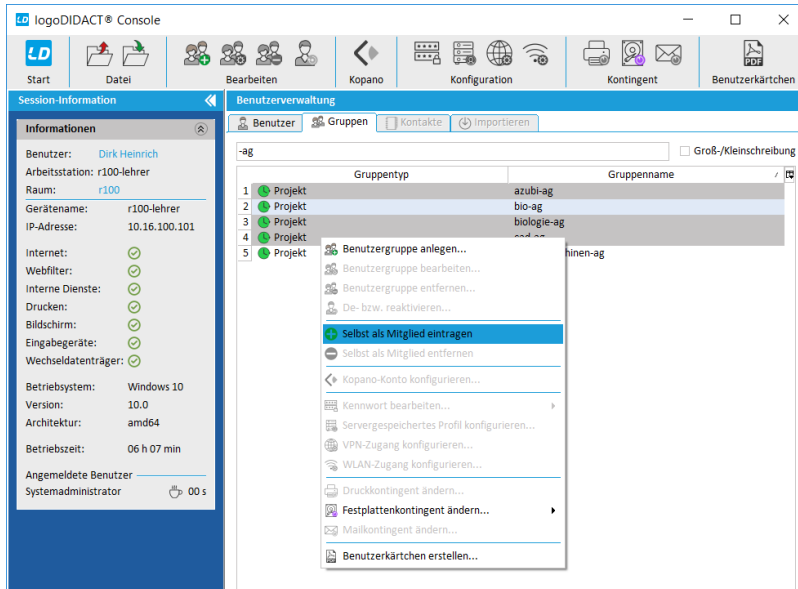 LD logoDIDACT® Console
LD
Start Datei Bearbeiten Kopano Konfiguration Kontingent Benutzerkärtchen
PDF
Session-Information
Informationen
Benutzer: Dirk Heinrich
Arbeitsstation: r100-lehrer
Raum: r100
Gerätename: r100-lehrer
IP-Adresse: 10.16.100.101
Internet:
Webfilter:
Interne Dienste:
Drucken:
Bildschirm:
Eingabegeräte:
Wechseldatenträger:
Betriebsystem: Windows 10
Version: 10.0
Architektur: amd64
Betriebszeit: 06 h 07 min
Angemeldete Benutzer
Systemadministrator 00 s
Benutzerverwaltung
Benutzer Gruppen Kontakte Importieren
-ag Groß-/Kleinschreibung
Gruppentyp Gruppenname
1 Projekt azubi-ag
2 Projekt bio-ag
3 Projekt biologie-ag
4 Projekt
5 Projekt hinen-ag
Benutzergruppe anlegen...
Benutzergruppe bearbeiten...
Benutzergruppe entfernen...
De- bzw. reaktivieren...
Selbst als Mitglied eintragen
Selbst als Mitglied entfernen
Kopano-Konto konfigurieren...
Kennwort bearbeiten...
Servergespeichertes Profil konfigurieren...
VPN-Zugang konfigurieren...
WLAN-Zugang konfigurieren...
Druckkontingent ändern...
Festplattenkontingent ändern...
Mailkontingent ändern...
Benutzerkärtchen erstellen...